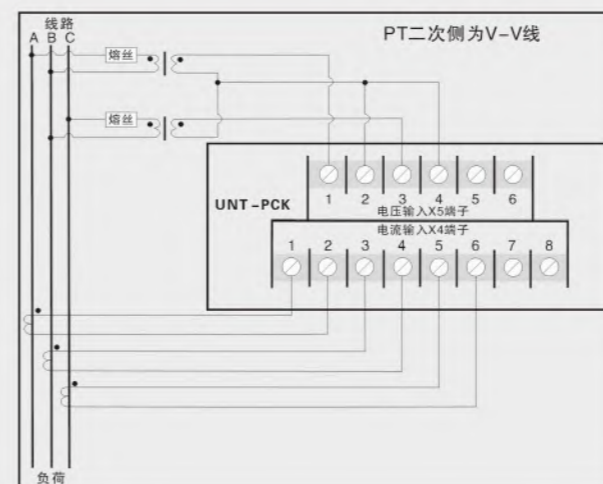 线路
A B C
PT二次侧为V-V线
熔丝
熔丝
UNT-PCK
1 2 3 4 5 6
电压输入X5端子
电流输入X4端子
1 2 3 4 5 6 7 8
负荷